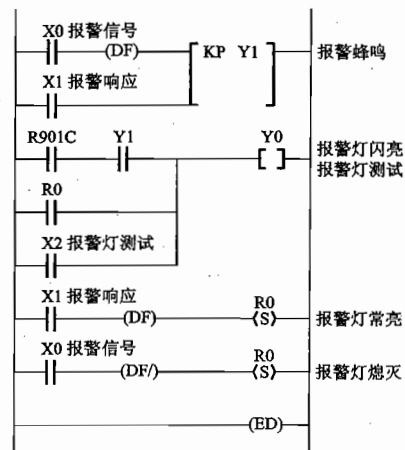 X0 报警信号
(DF)
KP Y1
报警蜂鸣
X1 报警响应
R901C
Y1
Y0
报警灯闪亮
报警灯测试
R0
X2 报警灯测试
X1 报警响应
(DF)
R0
(S)
报警灯常亮
X0 报警信号
(DF/)
R0
(S)
报警灯熄灭
(ED)